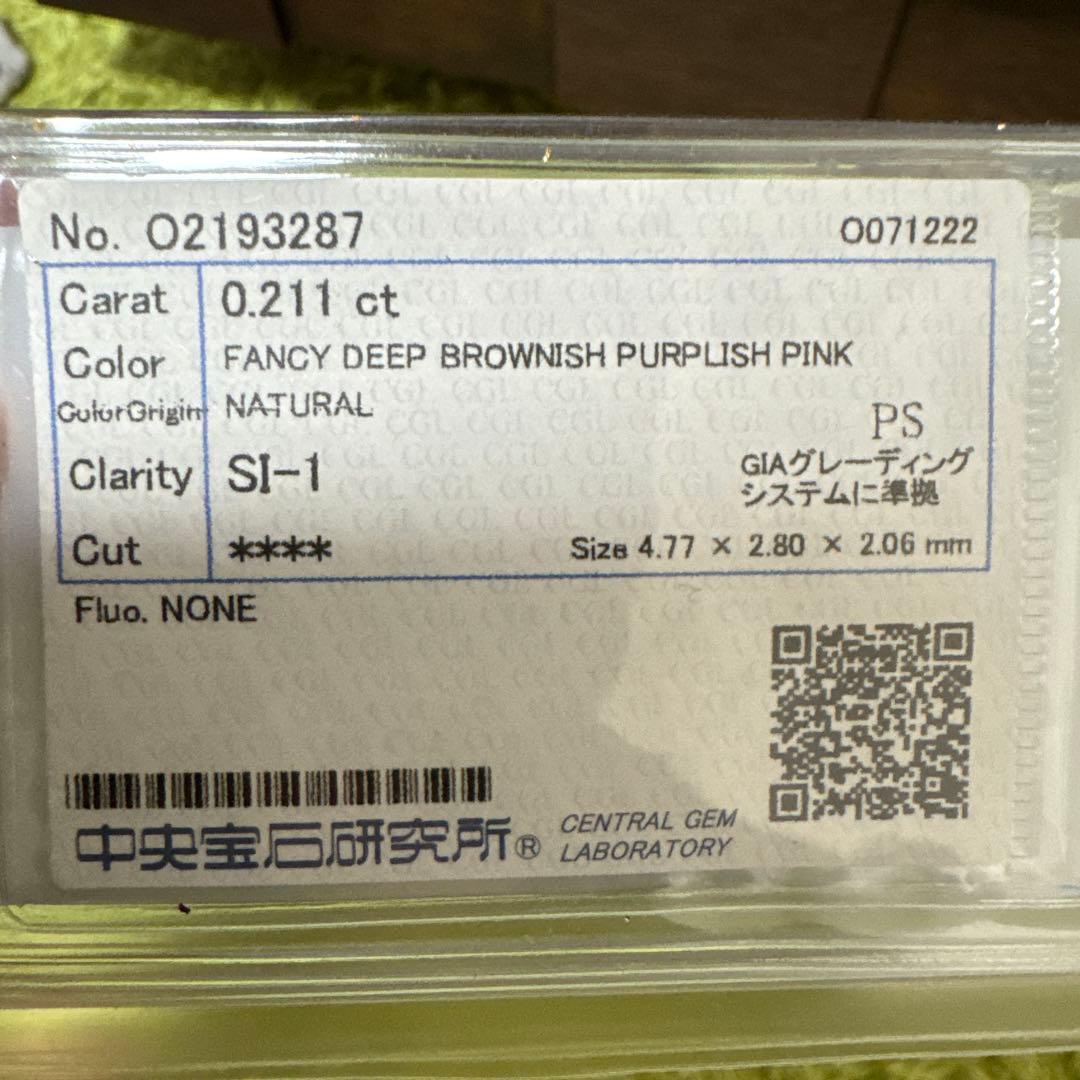 No. O2193287
O071222
Carat 0.211 ct
Color FANCY DEEP BROWNISH PURPLISH PINK
ColorOrigin NATURAL
PS
Clarity SI-1
GIAグレーディング
システムに準拠
Cut ****
Size 4.77 × 2.80 × 2.06 mm
Fluo. NONE
中央宝石研究所®
CENTRAL GEM
LABORATORY